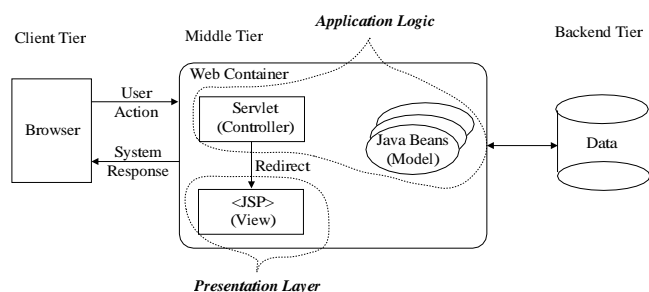 Application Logic
Client Tier
Middle Tier
Backend Tier
Web Container
User
Action
Servlet
(Controller)
Browser
Java Beans
(Model)
Data
System
Response
Redirect
<JSP>
(View)
Presentation Layer